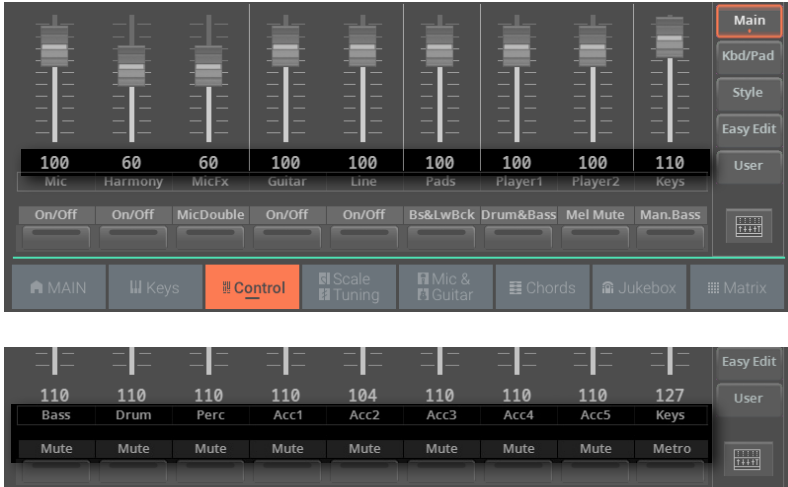 Main
Kbd/Pad
Style
Easy Edit
User
100 60 60 100 100 100 100 100 110
Mic Harmony MicFx Guitar Line Pads Player1 Player2 Keys
On/Off On/Off MicDouble On/Off On/Off Bs&LwBck Drum&Bass Mel Mute Man.Bass
MAIN Keys Control Scale Tuning Mic & Guitar Chords Jukebox Matrix
Easy Edit
User
110 110 110 110 104 110 110 110 127
Bass Drum Perc Acc1 Acc2 Acc3 Acc4 Acc5 Keys
Mute Mute Mute Mute Mute Mute Mute Mute Metro